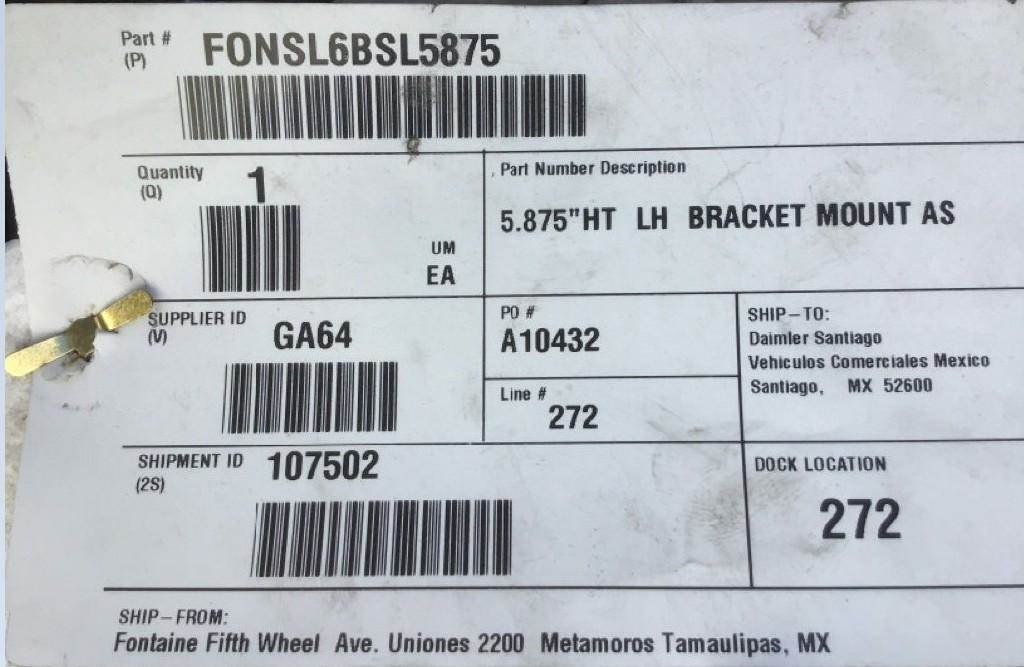 Part # FONSL6BSL5875
(P)
Quantity 1
(Q)
UM
EA
Part Number Description
5.875"HT LH BRACKET MOUNT AS
SUPPLIER ID GA64
(V)
PO #
A10432
Line #
272
SHIP-TO:
Daimler Santiago
Vehiculos Comerciales Mexico
Santiago, MX 52600
SHIPMENT ID 107502
(2S)
DOCK LOCATION
272
SHIP-FROM:
Fontaine Fifth Wheel Ave. Uniones 2200 Metamoros Tamaulipas, MX